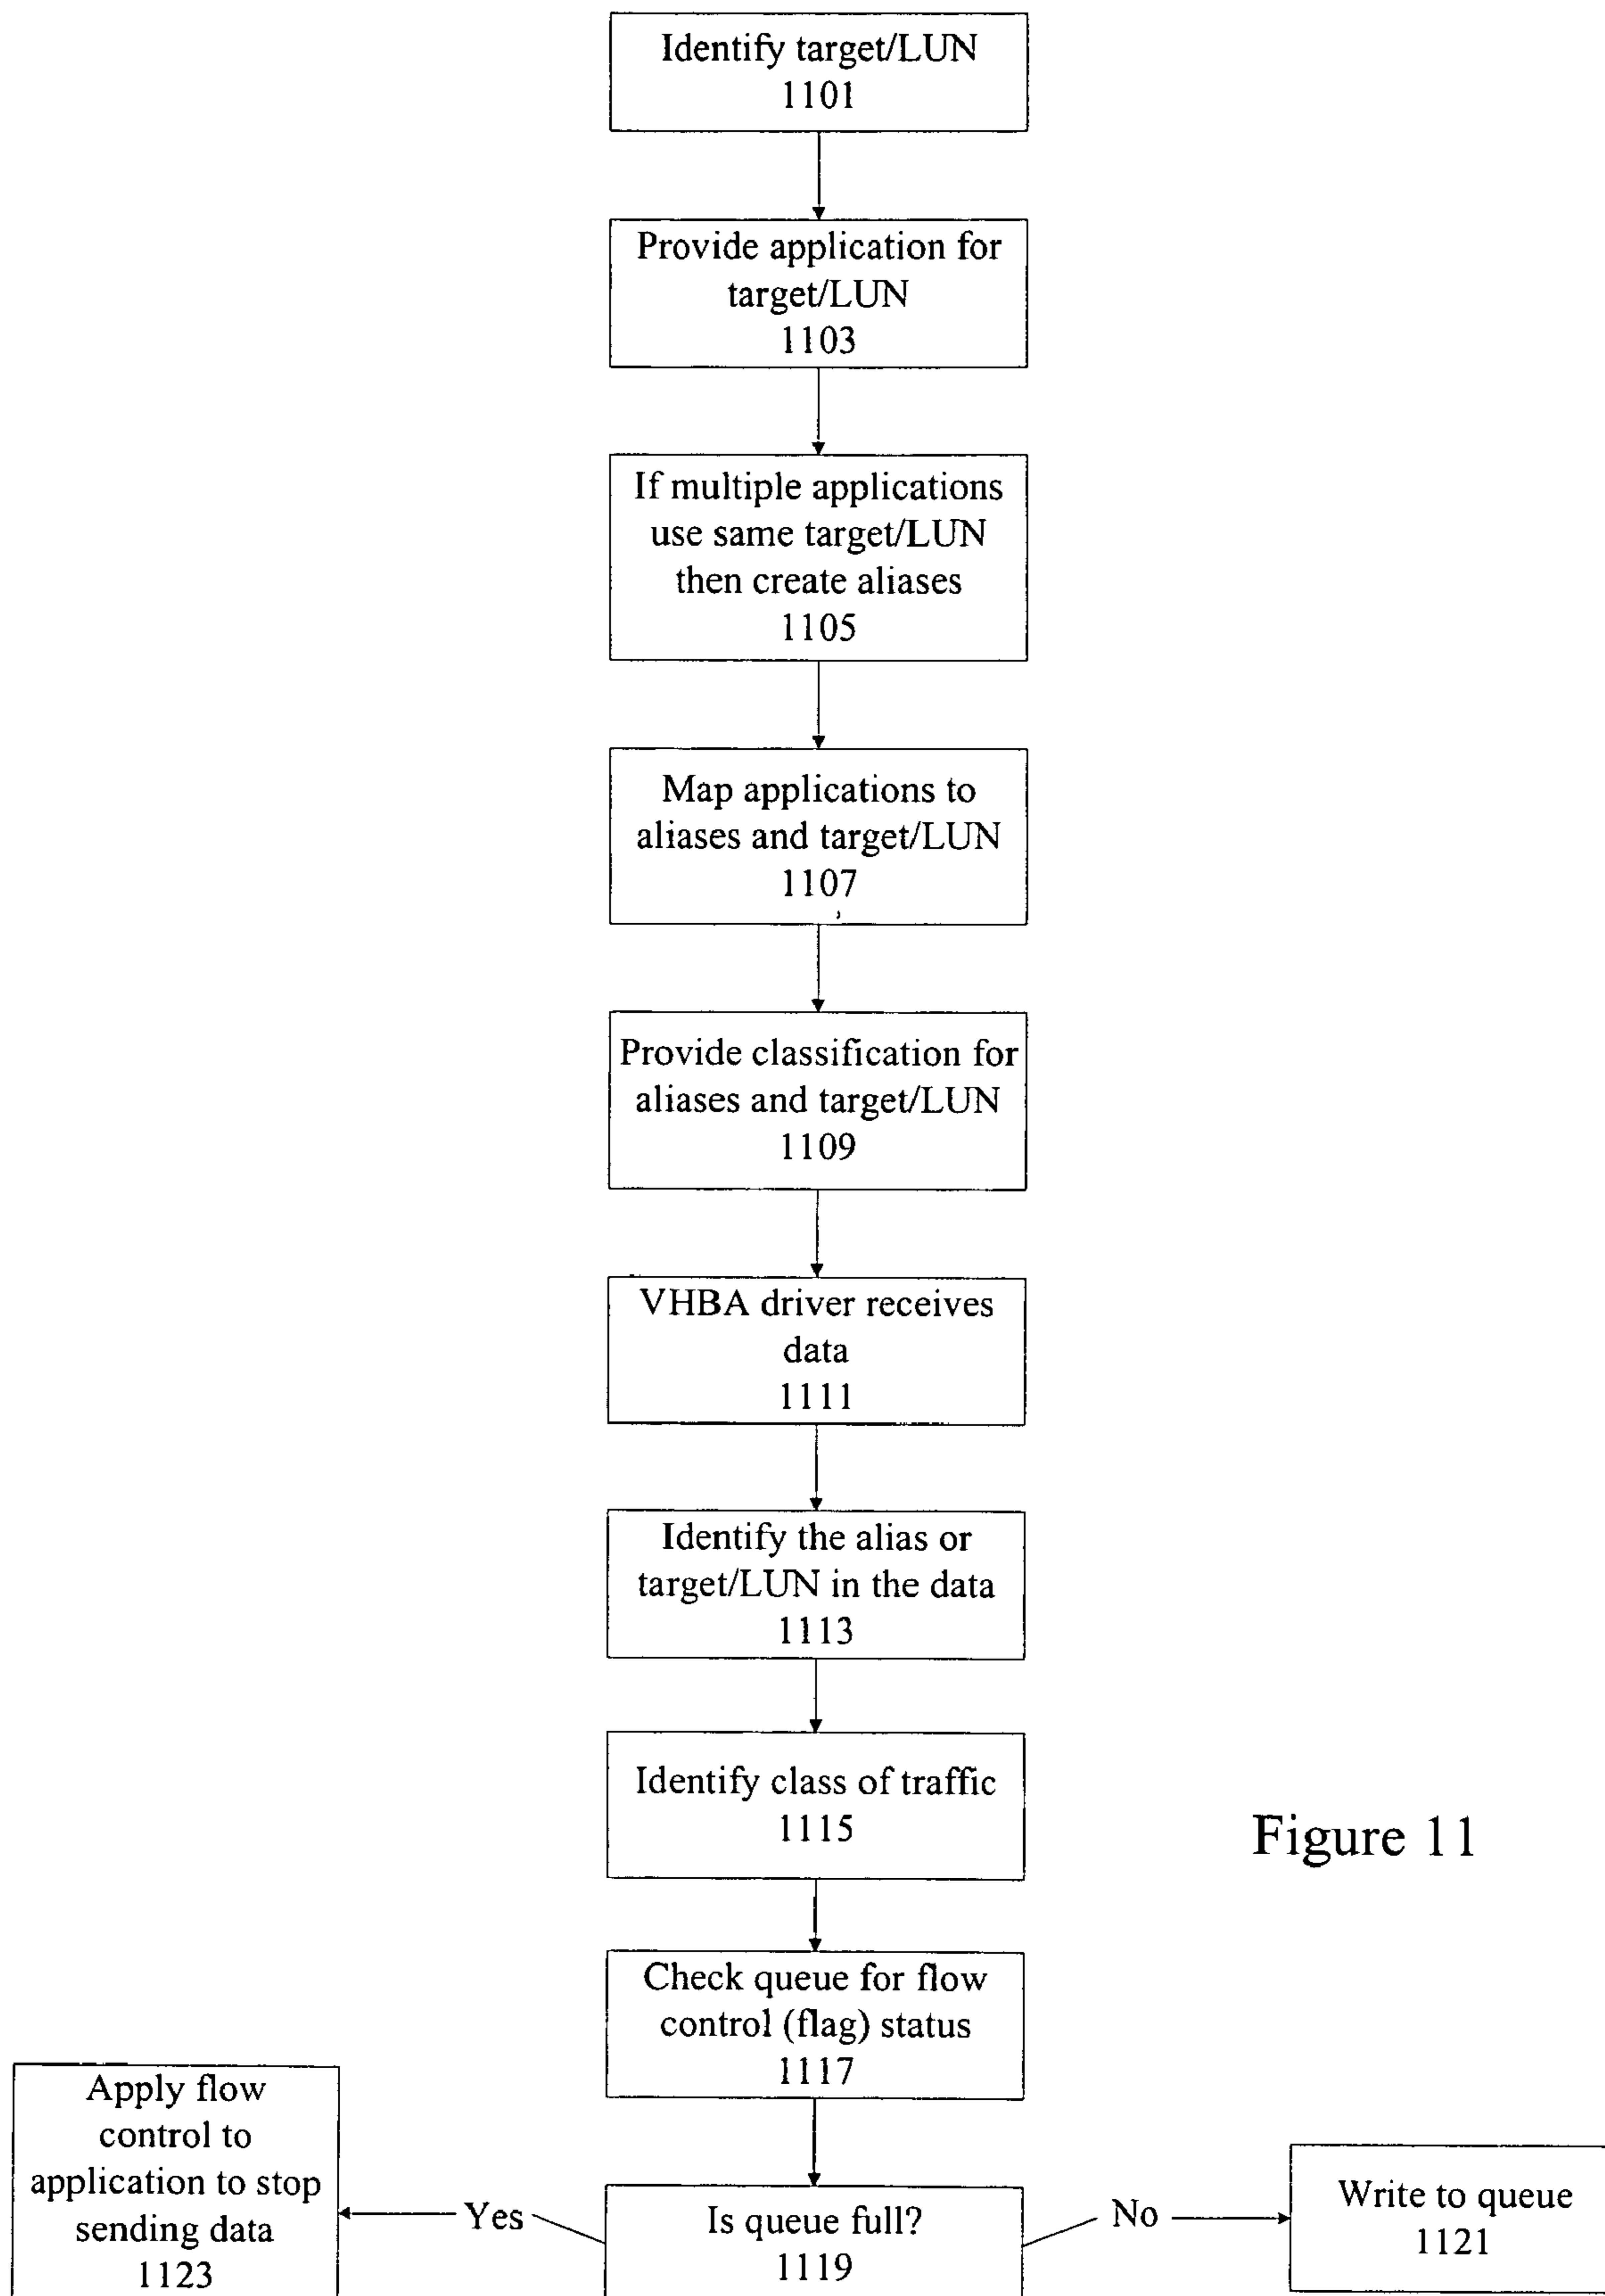 Identify target/LUN
1101
Provide application for
target/LUN
1103
If multiple applications
use same target/LUN
then create aliases
1105
Map applications to
aliases and target/LUN
1107
Provide classification for
aliases and target/LUN
1109
VHBA driver receives
data
1111
Identify the alias or
target/LUN in the data
1113
Identify class of traffic
1115
Figure 11
Check queue for flow
control (flag) status
1117
Apply flow
control to
application to stop
sending data
1123
Yes
Is queue full?
1119
No
Write to queue
1121